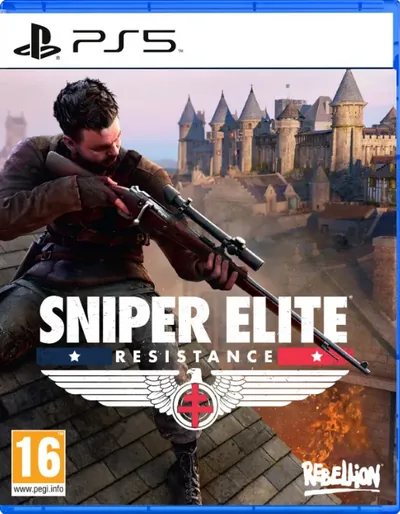 PS5
SNIPER ELITE
RESISTANCE
16
www.pegi.info
REBELLION